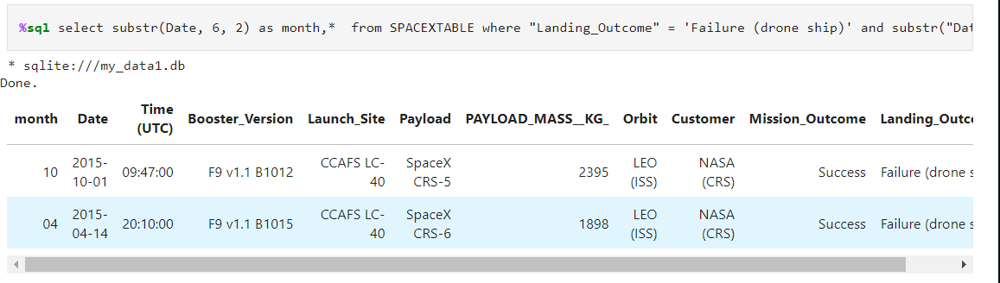 %sql select substr(Date, 6, 2) as month,*  from SPACEXTABLE where "Landing_Outcome" = 'Failure (drone ship)' and substr("Dat
* sqlite:///my_data1.db
Done.
month Date Time (UTC) Booster_Version Launch_Site Payload PAYLOAD_MASS__KG_ Orbit Customer Mission_Outcome Landing_Outc
10 2015-10-01 09:47:00 F9 v1.1 B1012 CCAFS LC-40 SpaceX CRS-5 2395 LEO (ISS) NASA (CRS) Success Failure (drone s
04 2015-04-14 20:10:00 F9 v1.1 B1015 CCAFS LC-40 SpaceX CRS-6 1898 LEO (ISS) NASA (CRS) Success Failure (drone s